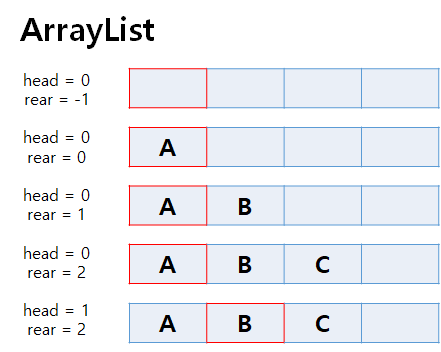 ArrayList
head = 0
rear = -1
head = 0
rear = 0
A
head = 0
rear = 1
A B
head = 0
rear = 2
A B C
head = 1
rear = 2
A B C